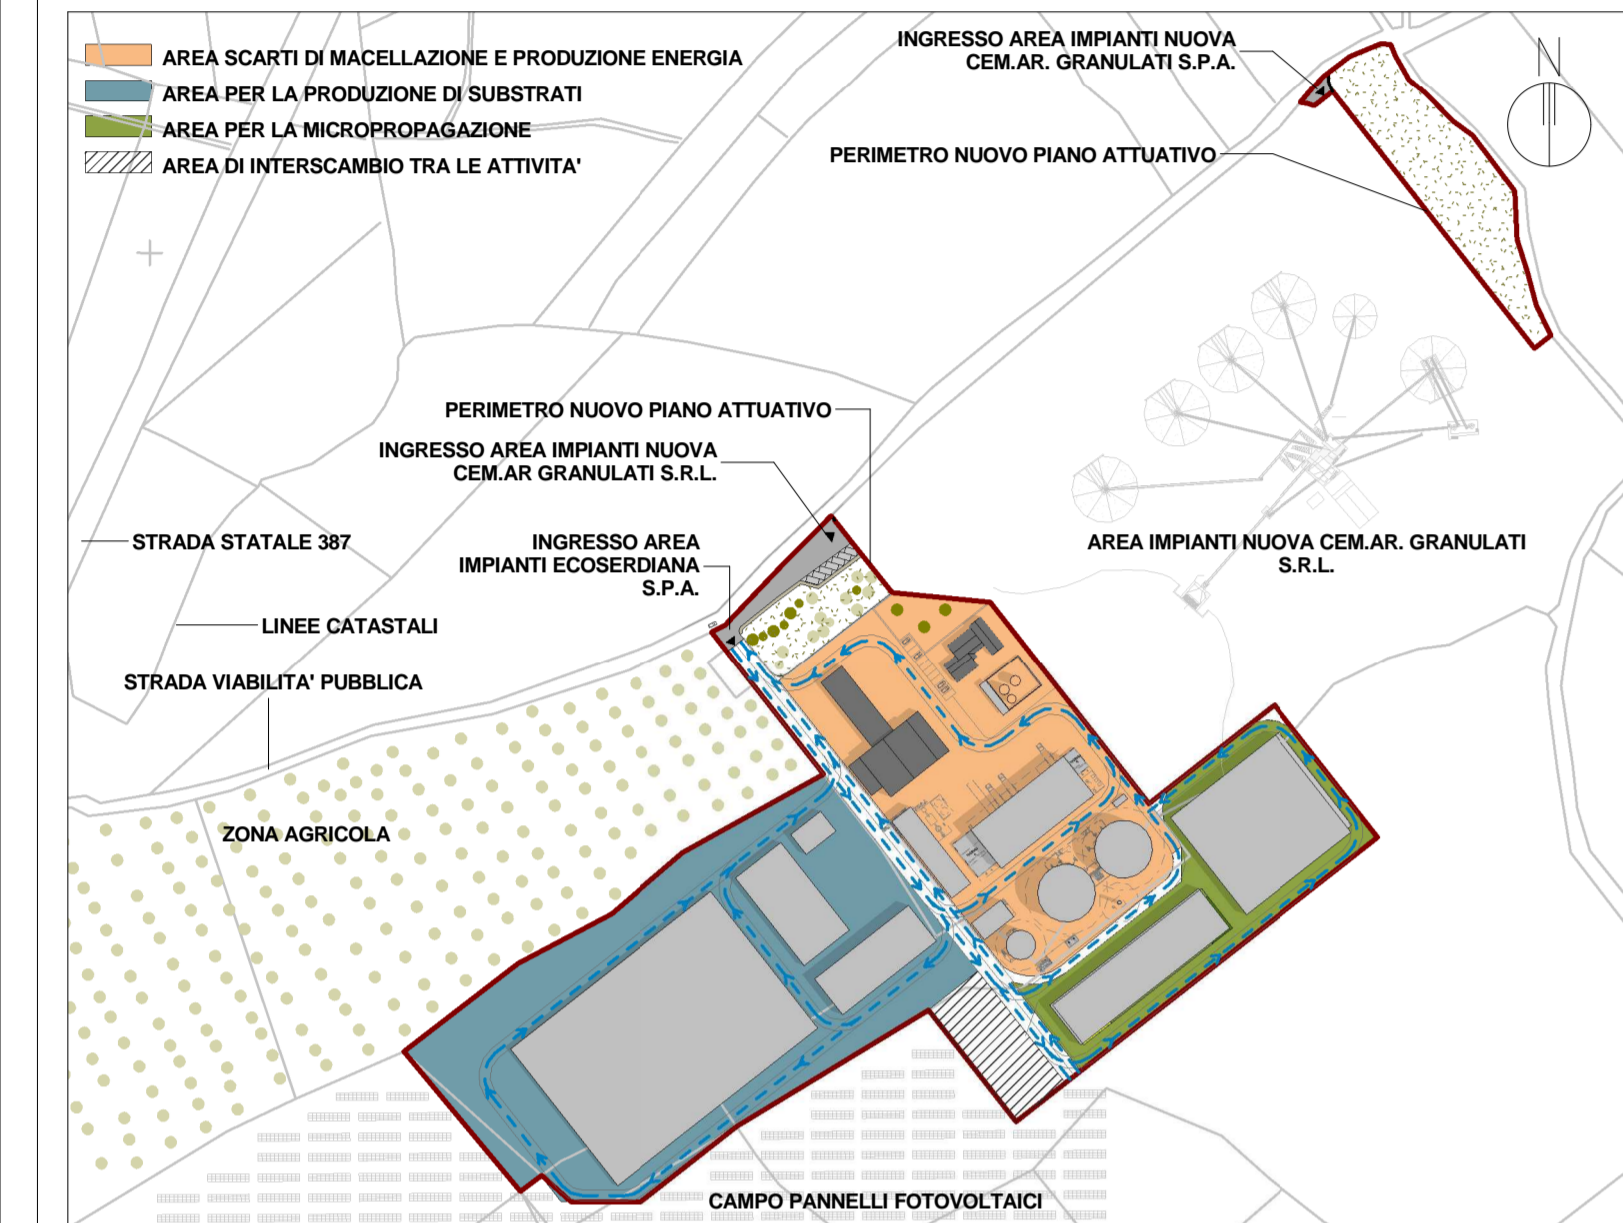 AREA SCARTI DI MACELLAZIONE E PRODUZIONE ENERGIA
AREA PER LA PRODUZIONE DI SUBSTRATI
AREA PER LA MICROPROPAGAZIONE
AREA DI INTERSCAMBIO TRA LE ATTIVITA'
INGRESSO AREA IMPIANTI NUOVA
CEM.AR. GRANULATI S.P.A.
N
PERIMETRO NUOVO PIANO ATTUATIVO
PERIMETRO NUOVO PIANO ATTUATIVO
INGRESSO AREA IMPIANTI NUOVA
CEM.AR GRANULATI S.R.L.
STRADA STATALE 387
INGRESSO AREA
IMPIANTI ECOSERDIANA
S.P.A.
AREA IMPIANTI NUOVA CEM.AR. GRANULATI
S.R.L.
LINEE CATASTALI
STRADA VIABILITA' PUBBLICA
ZONA AGRICOLA
CAMPO PANNELLI FOTOVOLTAICI